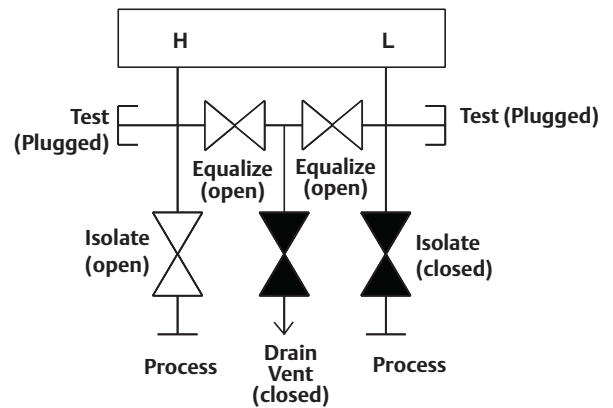 H
L
Test
(Plugged)
Test (Plugged)
Equalize
(open)
Equalize
(open)
Isolate
(open)
Isolate
(closed)
Process
Drain
Vent
(closed)
Process